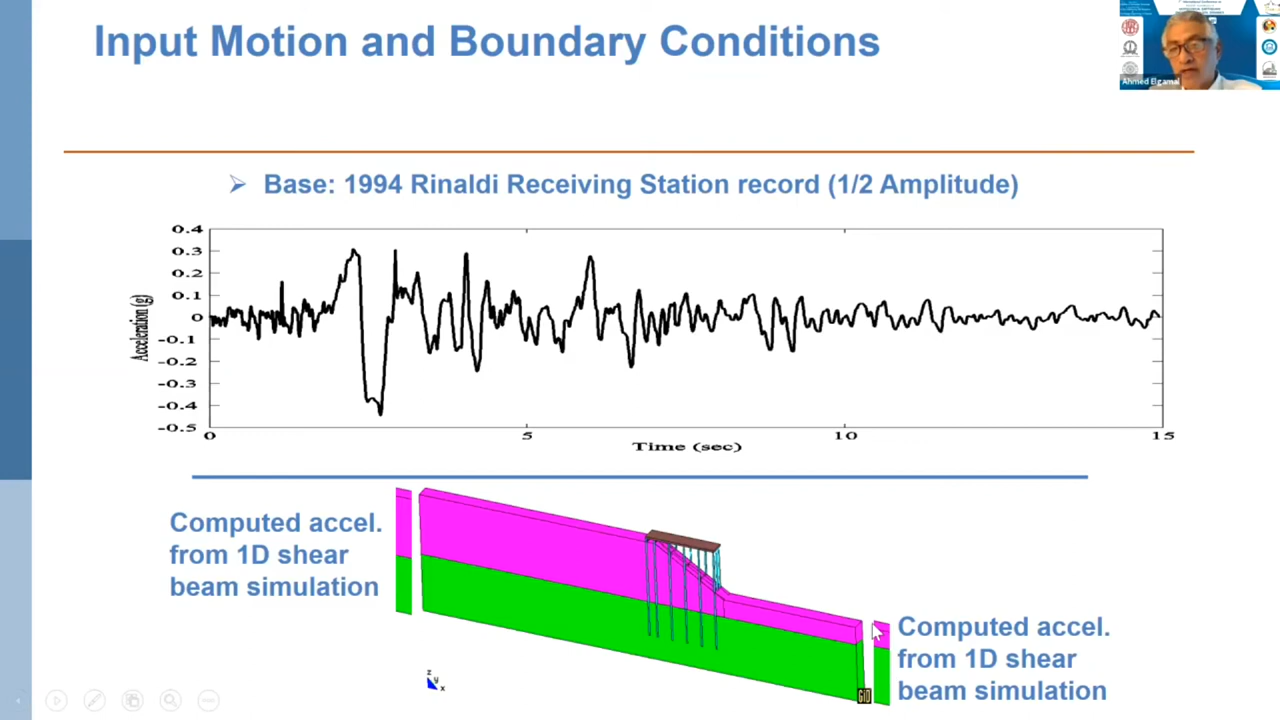 Input Motion and Boundary Conditions
Ahmed Elgamal
Base: 1994 Rinaldi Receiving Station record (1/2 Amplitude)
0.4
0.3
0.2
0.1
0
-0.1
-0.2
-0.3
-0.4
-0.5
Acceleration (g)
0
5
10
15
Time (sec)
Computed accel.
from 1D shear
beam simulation
Computed accel.
from 1D shear
beam simulation
z
y
x
GiD